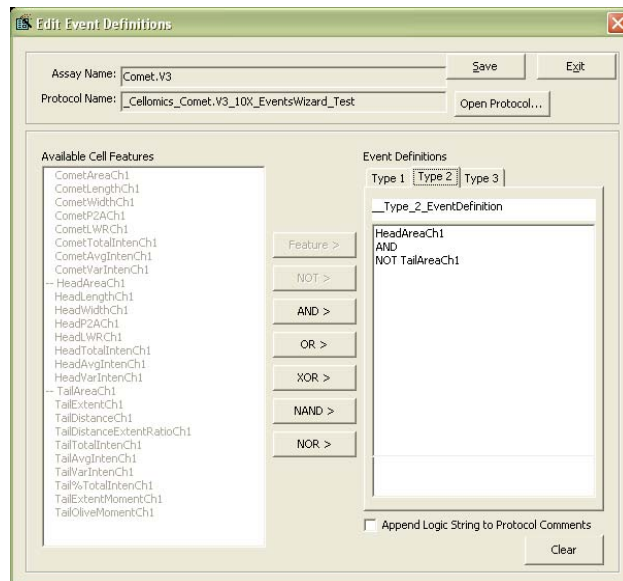 Edit Event Definitions
Assay Name: Comet.V3
Save
Exit
Protocol Name: _Cellomics_Comet.V3_10X_EventsWizard_Test
Open Protocol...
Available Cell Features
CometAreaCh1
CometLengthCh1
CometWidthCh1
CometP2ACh1
CometLWRCh1
CometTotalIntenCh1
CometAvgIntenCh1
CometVarIntenCh1
-- HeadAreaCh1
HeadLengthCh1
HeadWidthCh1
HeadP2ACh1
HeadLWRCh1
HeadTotalIntenCh1
HeadAvgIntenCh1
HeadVarIntenCh1
-- TailAreaCh1
TailExtentCh1
TailDistanceCh1
TailDistanceExtentRatioCh1
TailTotalIntenCh1
TailAvgIntenCh1
TailVarIntenCh1
Tail%TotalIntenCh1
TailExtentMomentCh1
TailOliveMomentCh1
Feature >
NOT >
AND >
OR >
XOR >
NAND >
NOR >
Event Definitions
Type 1 Type 2 Type 3
__Type_2_EventDefinition
HeadAreaCh1
AND
NOT TailAreaCh1
Append Logic String to Protocol Comments
Clear